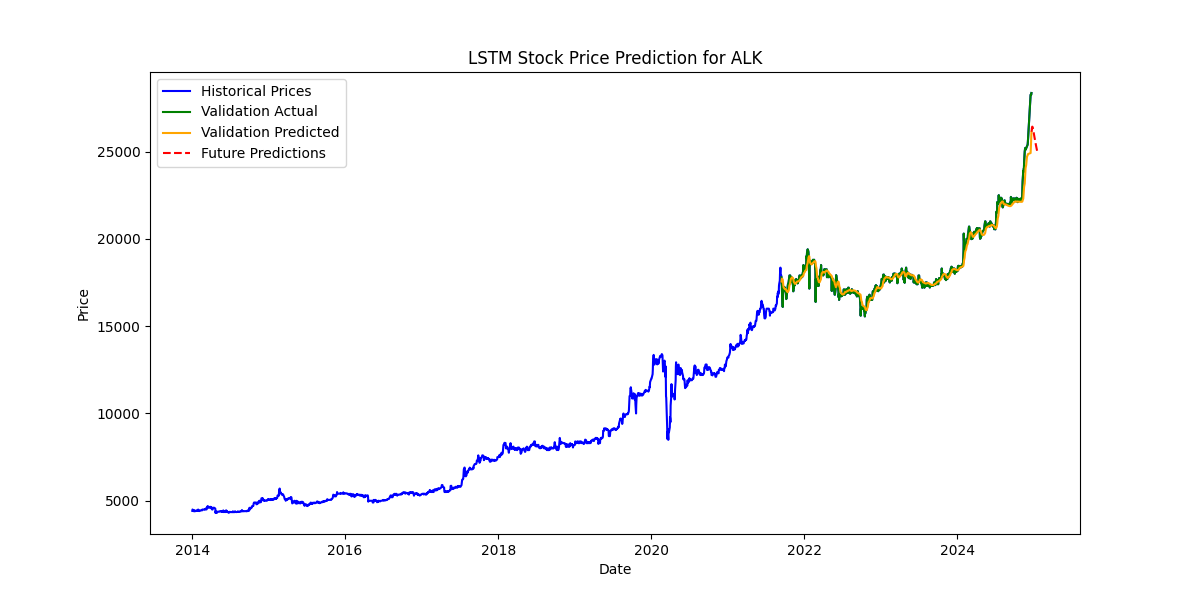 LSTM Stock Price Prediction for ALK
Historical Prices
Validation Actual
Validation Predicted
Future Predictions
25000
20000
15000
10000
5000
Price
2014 2016 2018 2020 2022 2024
Date